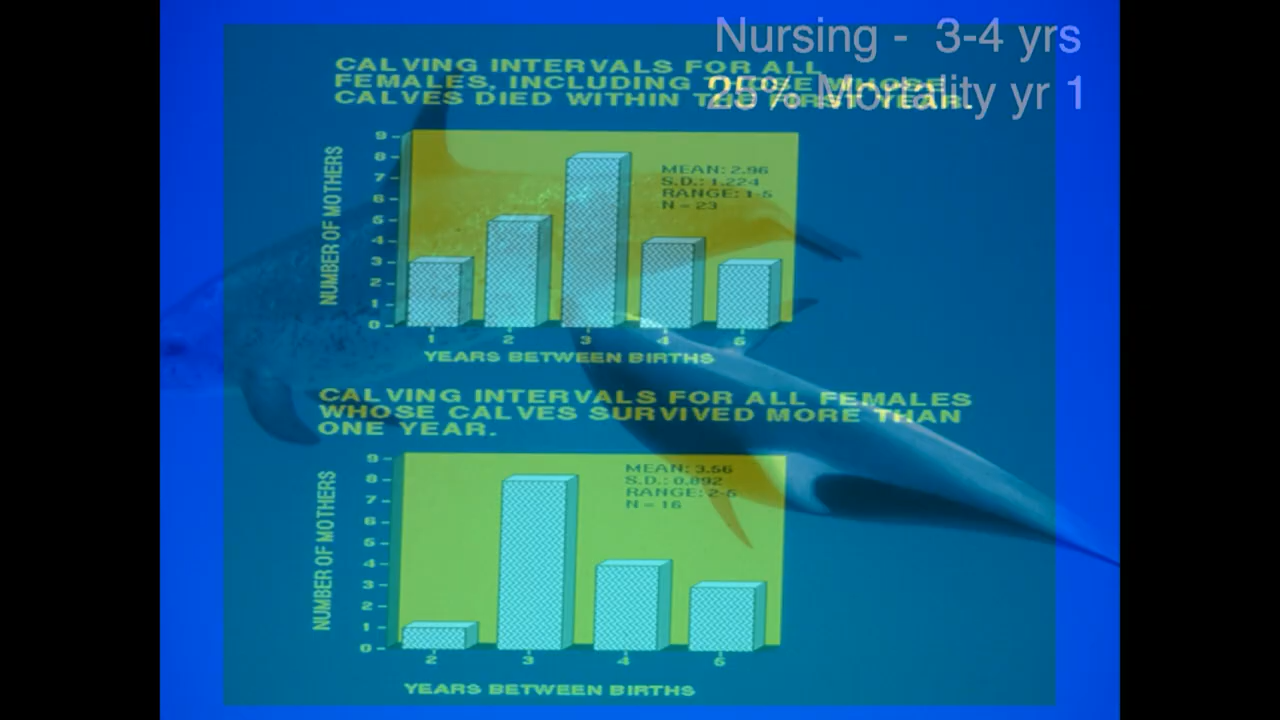 Nursing - 3-4 yrs
25% Mortality yr 1
CALVING INTERVALS FOR ALL
FEMALES, INCLUDING THOSE WHOSE
CALVES DIED WITHIN THE FIRST YEAR.
NUMBER OF MOTHERS
9
8
7
6
5
4
3
2
1
0
MEAN: 2.96
S.D.: 1.224
RANGE: 1-5
N = 23
1 2 3 4 5
YEARS BETWEEN BIRTHS
CALVING INTERVALS FOR ALL FEMALES
WHOSE CALVES SURVIVED MORE THAN
ONE YEAR.
NUMBER OF MOTHERS
9
8
7
6
5
4
3
2
1
0
MEAN: 3.56
S.D.: 0.892
RANGE: 2-5
N = 16
2 3 4 5
YEARS BETWEEN BIRTHS